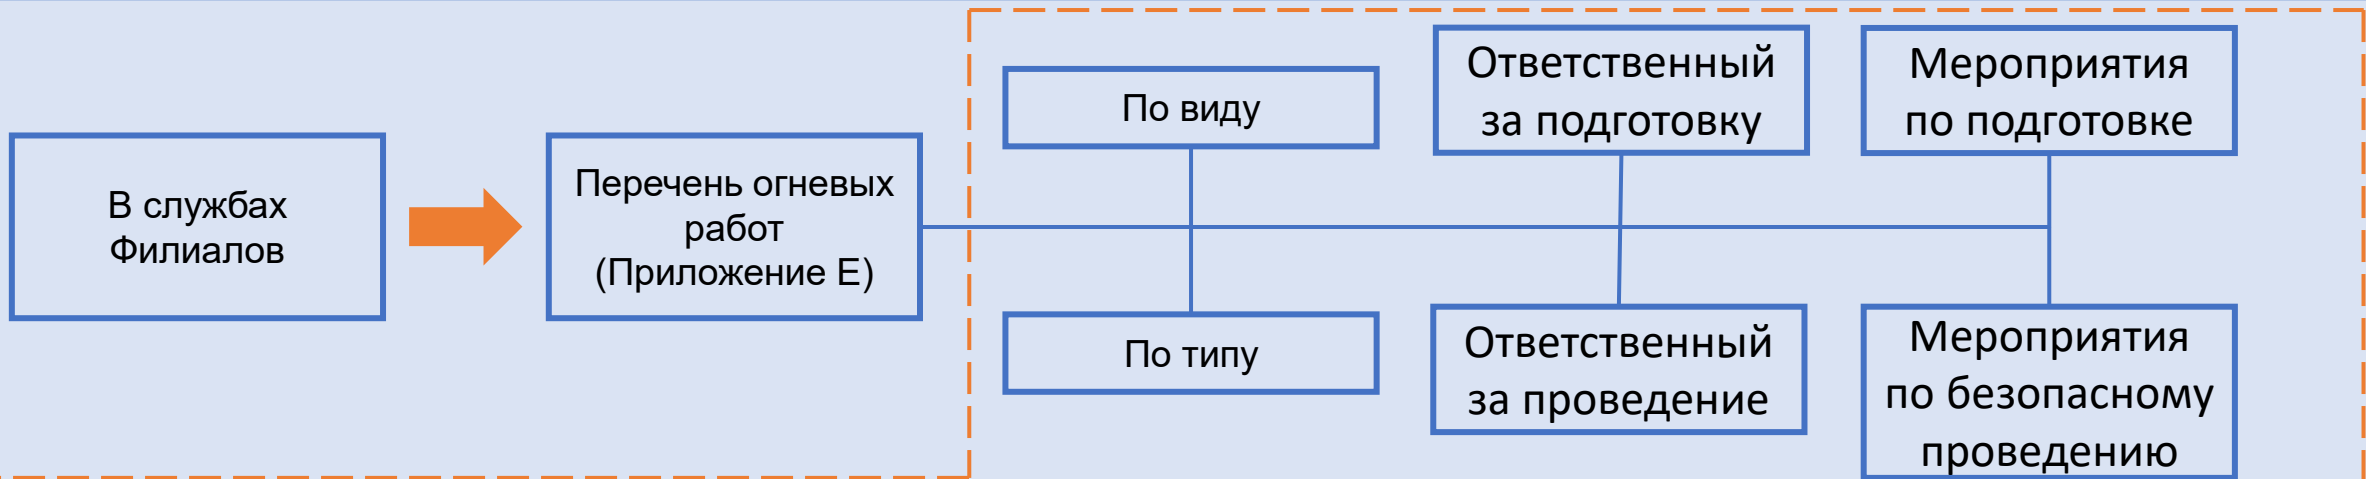 В службах
Филиалов
Перечень огневых
работ
(Приложение Е)
По виду
По типу
Ответственный
за подготовку
Ответственный
за проведение
Мероприятия
по подготовке
Мероприятия
по безопасному
проведению